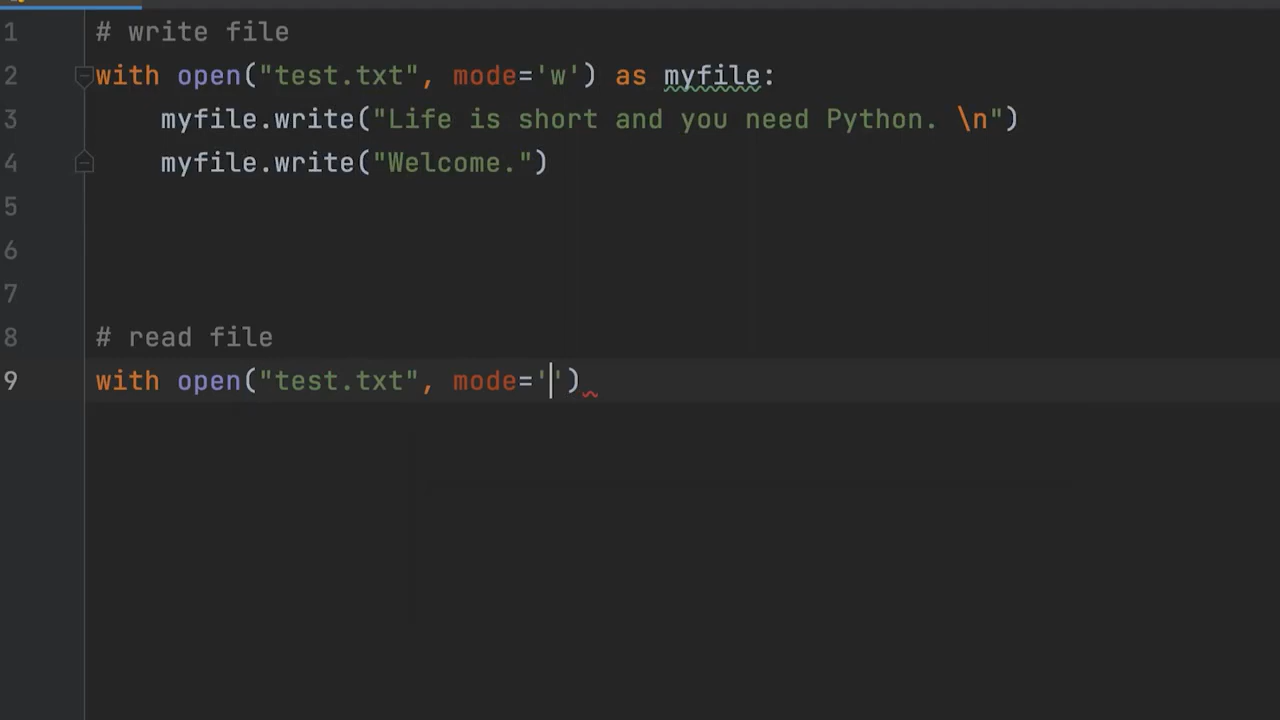 1 # write file
2 with open("test.txt", mode='w') as myfile:
3 myfile.write("Life is short and you need Python. \n")
4 myfile.write("Welcome.")
5
6
7
8 # read file
9 with open("test.txt", mode='')